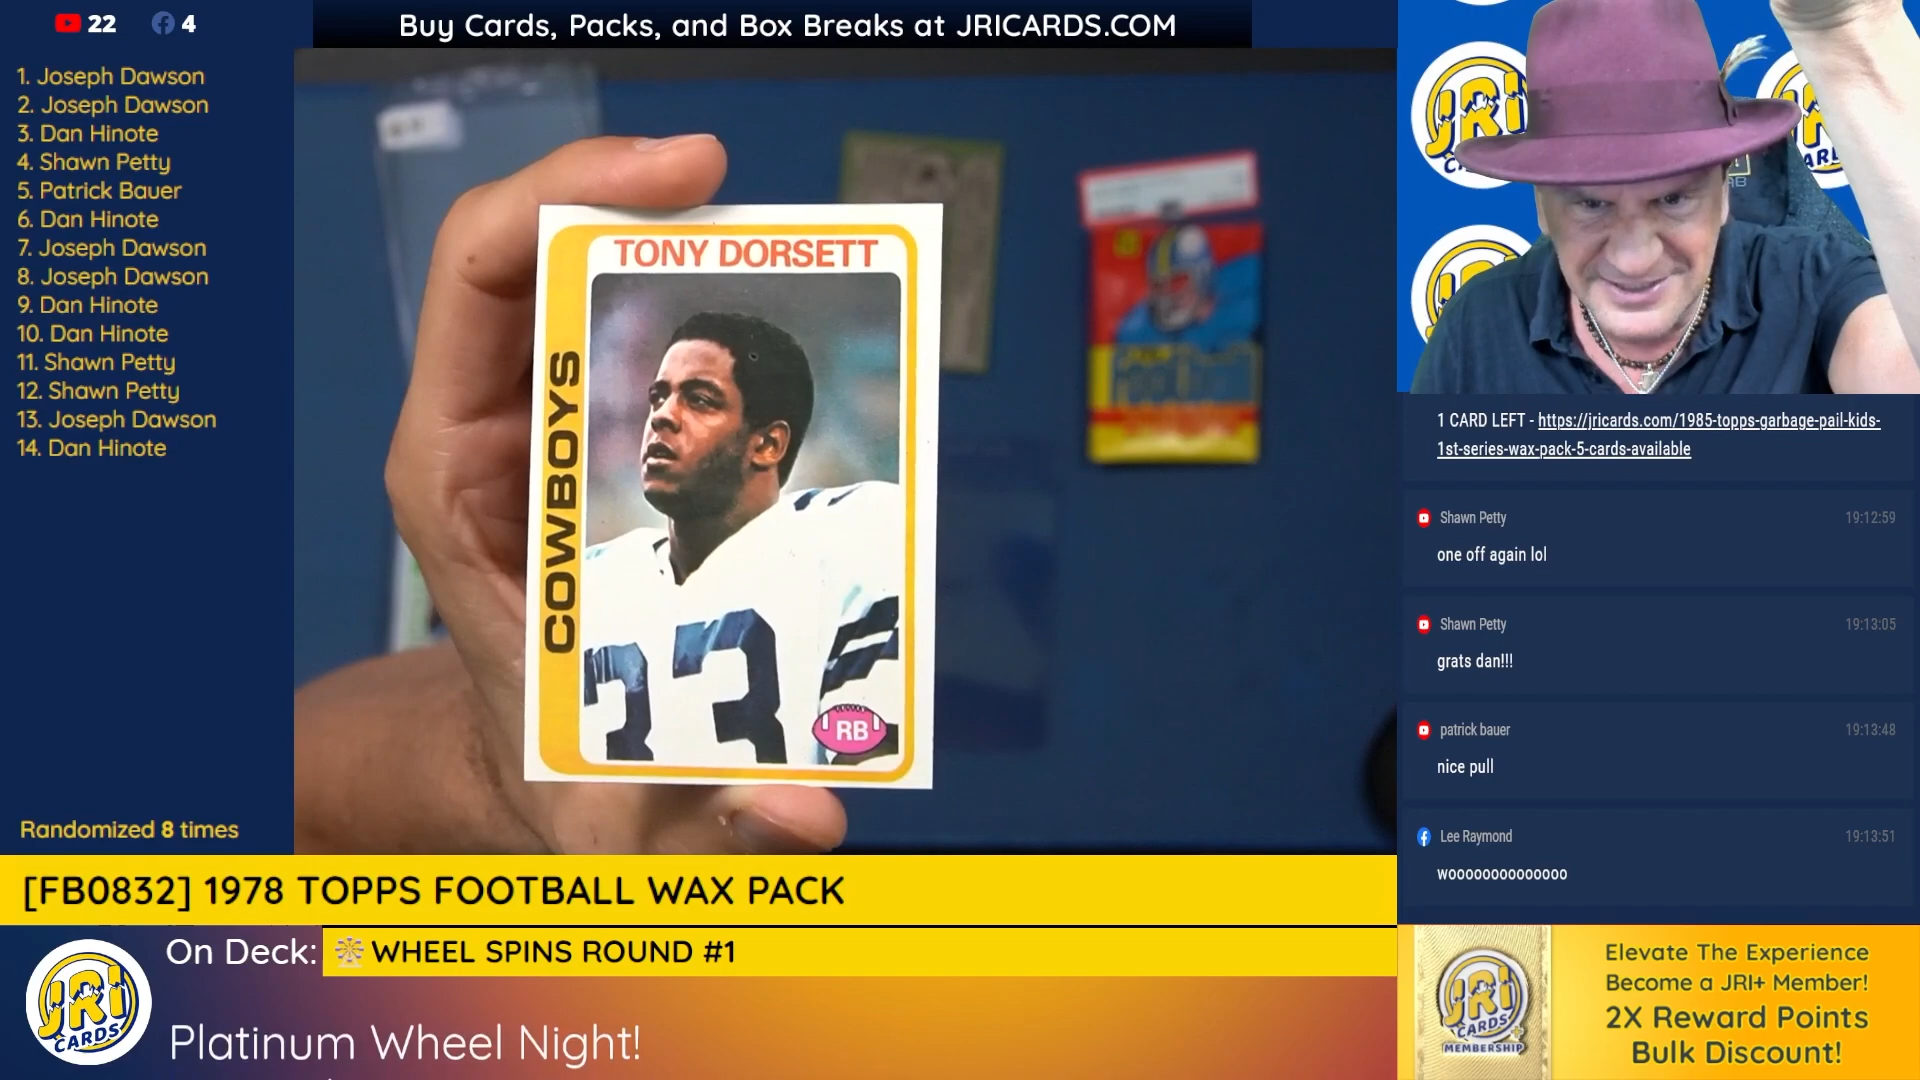 22
4
Buy Cards, Packs, and Box Breaks at JRICARDS.COM
1. Joseph Dawson
2. Joseph Dawson
3. Dan Hinote
4. Shawn Petty
5. Patrick Bauer
6. Dan Hinote
7. Joseph Dawson
8. Joseph Dawson
9. Dan Hinote
10. Dan Hinote
11. Shawn Petty
12. Shawn Petty
13. Joseph Dawson
14. Dan Hinote
Randomized 8 times
TONY DORSETT
COWBOYS
33
RB
JRI
JRI
CARD
1 CARD LEFT - https://jricards.com/1985-topps-garbage-pail-kids-
1st-series-wax-pack-5-cards-available
Shawn Petty 19:12:59
one off again lol
Shawn Petty 19:13:05
grats dan!!!
patrick bauer 19:13:48
nice pull
Lee Raymond 19:13:51
woooooooooooooo
[FB0832] 1978 TOPPS FOOTBALL WAX PACK
On Deck: WHEEL SPINS ROUND #1
JRI
CARDS
Platinum Wheel Night!
JRI
CARDS
MEMBERSHIP
Elevate The Experience
Become a JRI+ Member!
2X Reward Points
Bulk Discount!